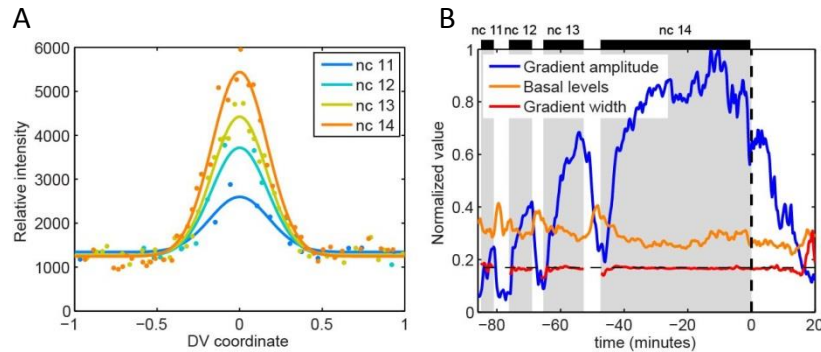 A
6000
5000
4000
3000
2000
1000
0
Relative intensity
−1
−0.5
0
0.5
1
DV coordinate
nc 11
nc 12
nc 13
nc 14
B
nc 11 nc 12 nc 13 nc 14
1
0.8
0.6
0.4
0.2
0
Normalized value
Gradient amplitude
Basal levels
Gradient width
−80
−60
−40
−20
0
20
time (minutes)